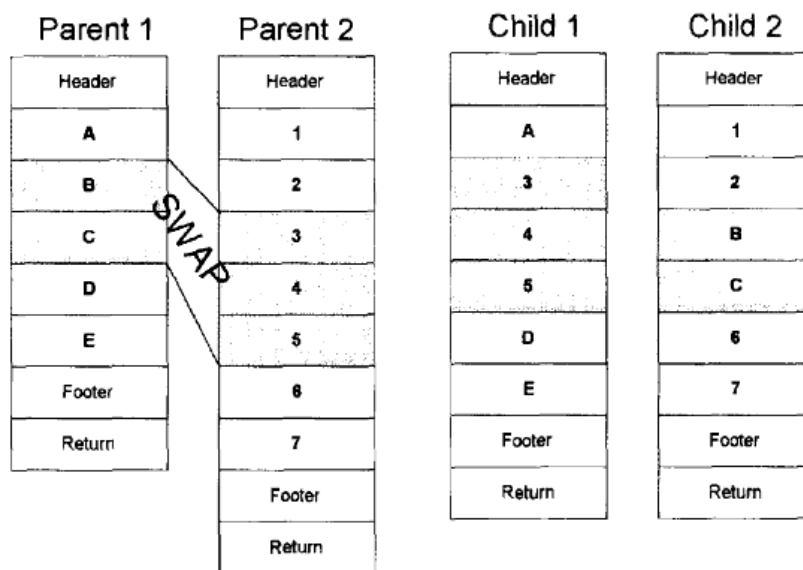 Parent 1
Header
A
B
C
D
E
Footer
Return
SWAP
Parent 2
Header
1
2
3
4
5
6
7
Footer
Return
Child 1
Header
A
3
4
5
D
E
Footer
Return
Child 2
Header
1
2
B
C
6
7
Footer
Return